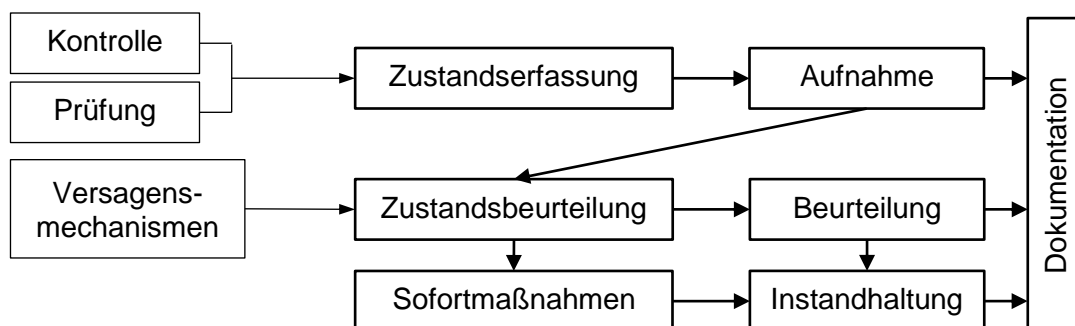 Kontrolle
Prüfung
Zustandserfassung
Aufnahme
Versagens-
mechanismen
Zustandsbeurteilung
Beurteilung
Sofortmaßnahmen
Instandhaltung
Dokumentation